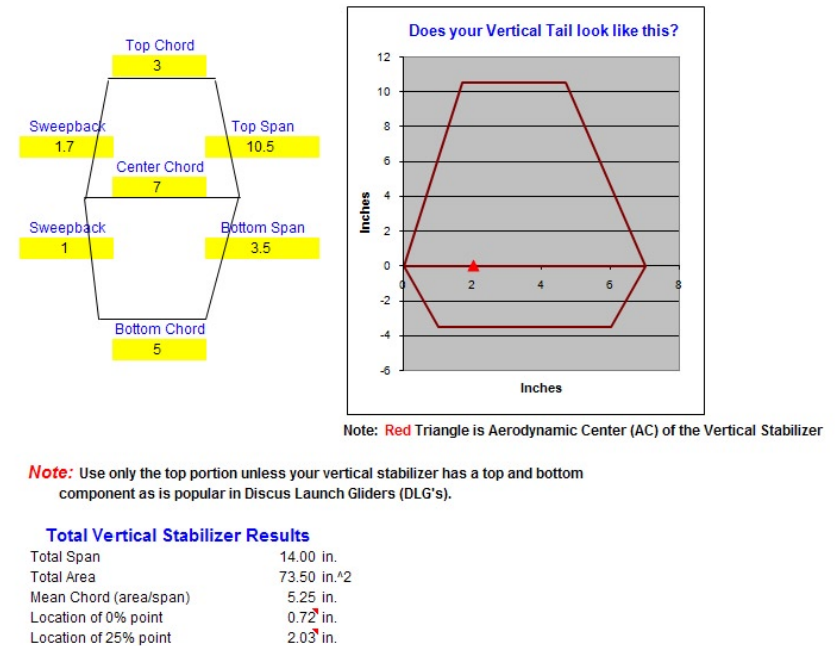 Top Chord
3
Sweepback
1.7
Top Span
10.5
Center Chord
7
Sweepback
1
Bottom Span
3.5
Bottom Chord
5
Does your Vertical Tail look like this?
12
10
8
6
4
2
0
-2
-4
-6
0 2 4 6 8
Inches
Inches
Note: Red Triangle is Aerodynamic Center (AC) of the Vertical Stabilizer
Note: Use only the top portion unless your vertical stabilizer has a top and bottom
component as is popular in Discus Launch Gliders (DLG's).
Total Vertical Stabilizer Results
Total Span 14.00 in.
Total Area 73.50 in.^2
Mean Chord (area/span) 5.25 in.
Location of 0% point 0.72 in.
Location of 25% point 2.03 in.